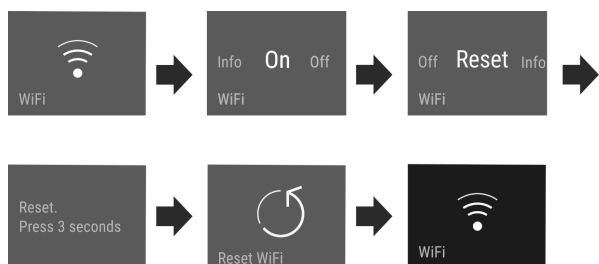 WiFi
Info On Off
WiFi
Off Reset Info
WiFi
Reset.
Press 3 seconds
Reset WiFi
WiFi